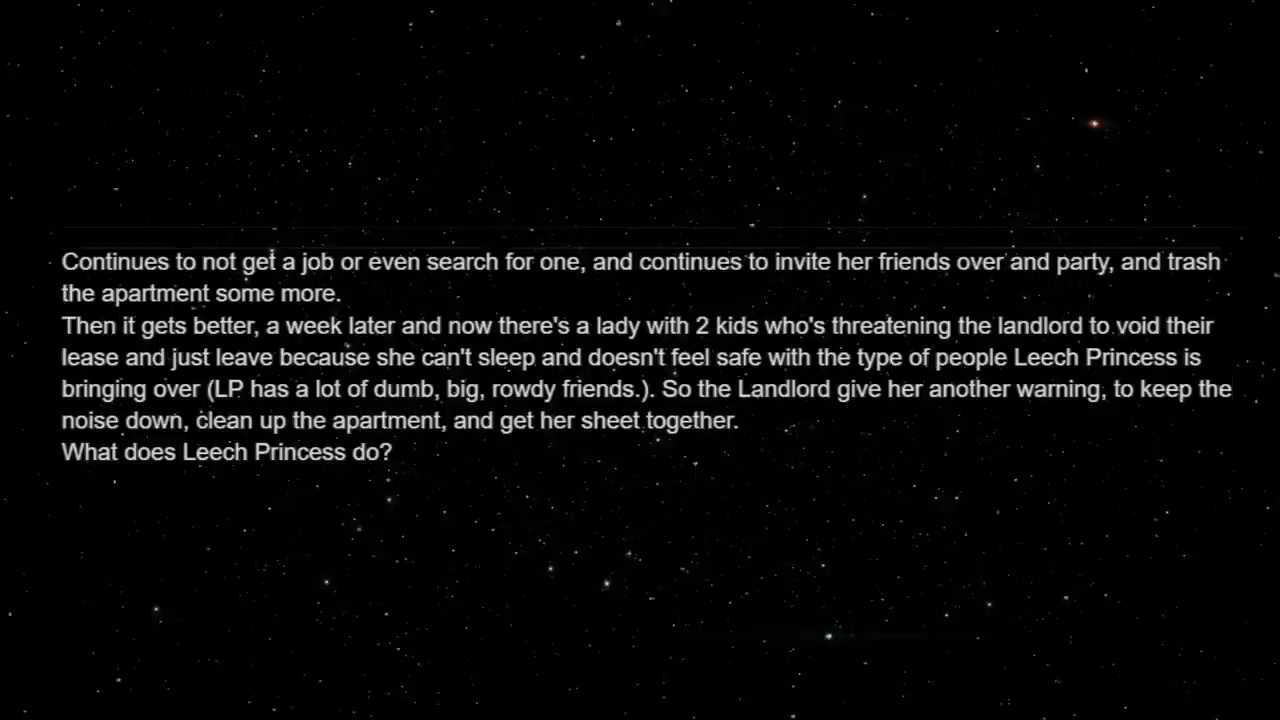 Continues to not get a job or even search for one, and continues to invite her friends over and party, and trash
the apartment some more.
Then it gets better, a week later and now there's a lady with 2 kids who's threatening the landlord to void their
lease and just leave because she can't sleep and doesn't feel safe with the type of people Leech Princess is
bringing over (LP has a lot of dumb, big, rowdy friends.). So the Landlord give her another warning, to keep the
noise down, clean up the apartment, and get her sheet together.
What does Leech Princess do?